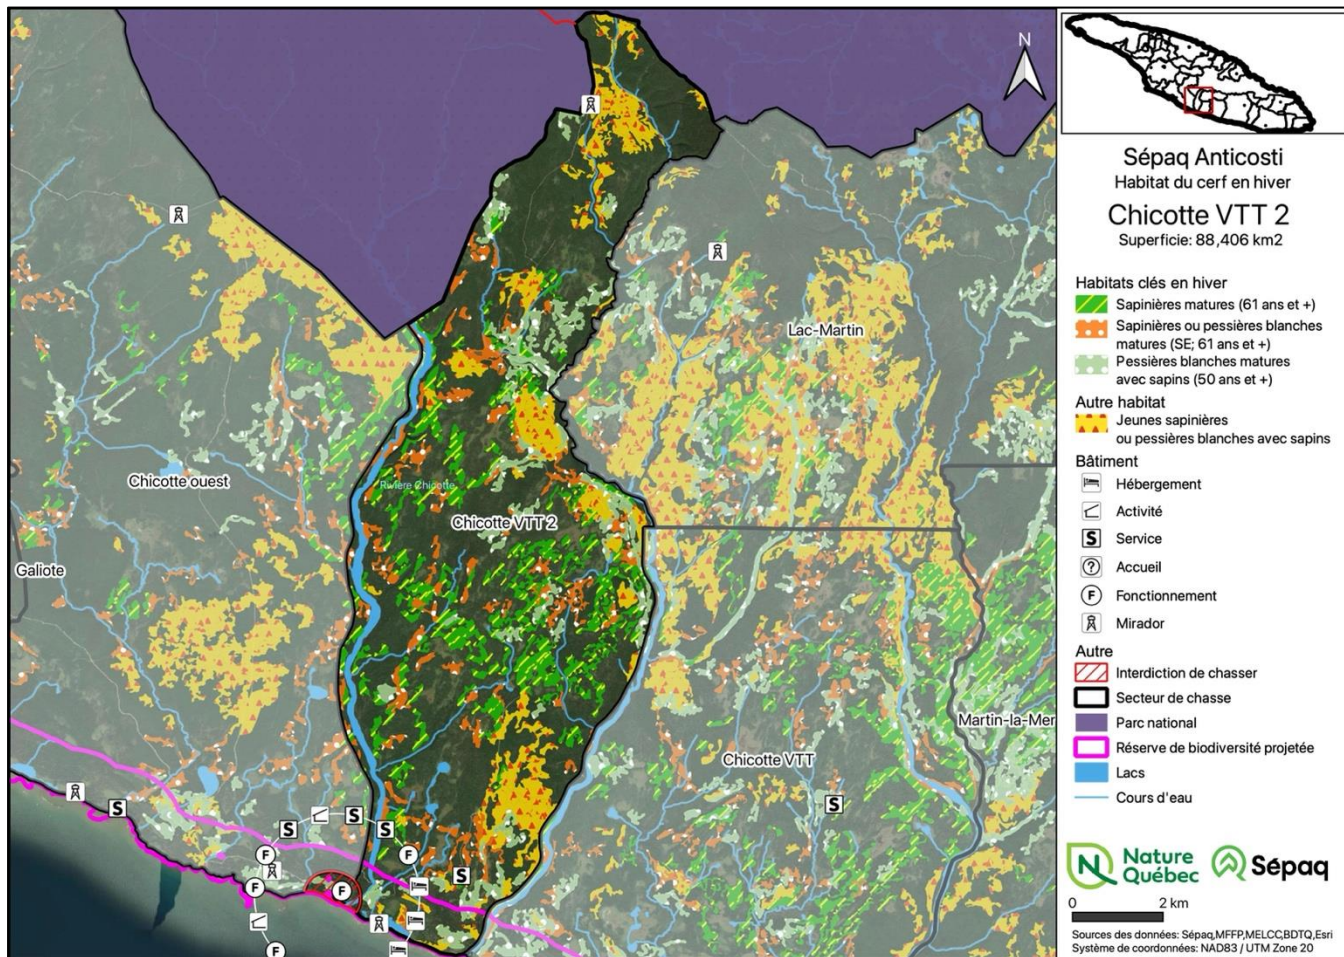 N
Lac-Martin
Chicotte ouest
Rivière Chicotte
Chicotte VTT 2
Galiote
Martin-la-Mer
Chicotte VTT
S
S
S
S
S
S
F
F
F
F
F
Sépaq Anticosti
Habitat du cerf en hiver
Chicotte VTT 2
Superficie: 88,406 km2
Habitats clés en hiver
Sapinières matures (61 ans et +)
Sapinières ou pessières blanches
matures (SE; 61 ans et +)
Pessières blanches matures
avec sapins (50 ans et +)
Autre habitat
Jeunes sapinières
ou pessières blanches avec sapins
Bâtiment
Hébergement
Activité
S Service
? Accueil
F Fonctionnement
Mirador
Autre
Interdiction de chasser
Secteur de chasse
Parc national
Réserve de biodiversité projetée
Lacs
Cours d'eau
N Nature
Québec
Sépaq
0 2 km
Sources des données: Sépaq,MFFP,MELCC,BDTQ,Esri
Système de coordonnées: NAD83 / UTM Zone 20